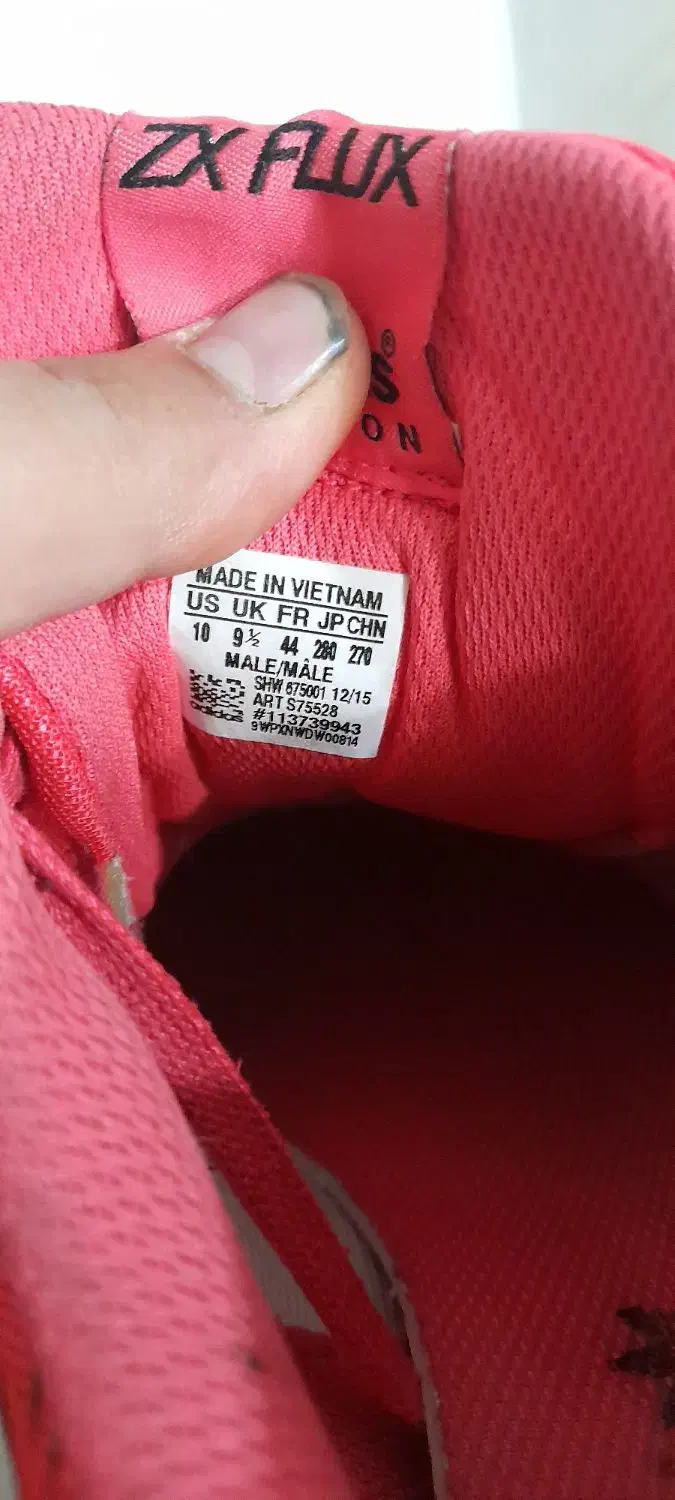 ZX FLUX
S®
ON
MADE IN VIETNAM
US UK FR JP CHN
10 9½ 44 280 270
MALE/MÂLE
SHW 675001 12/15
ART S75528
#113739943
9WPXNWDW00814